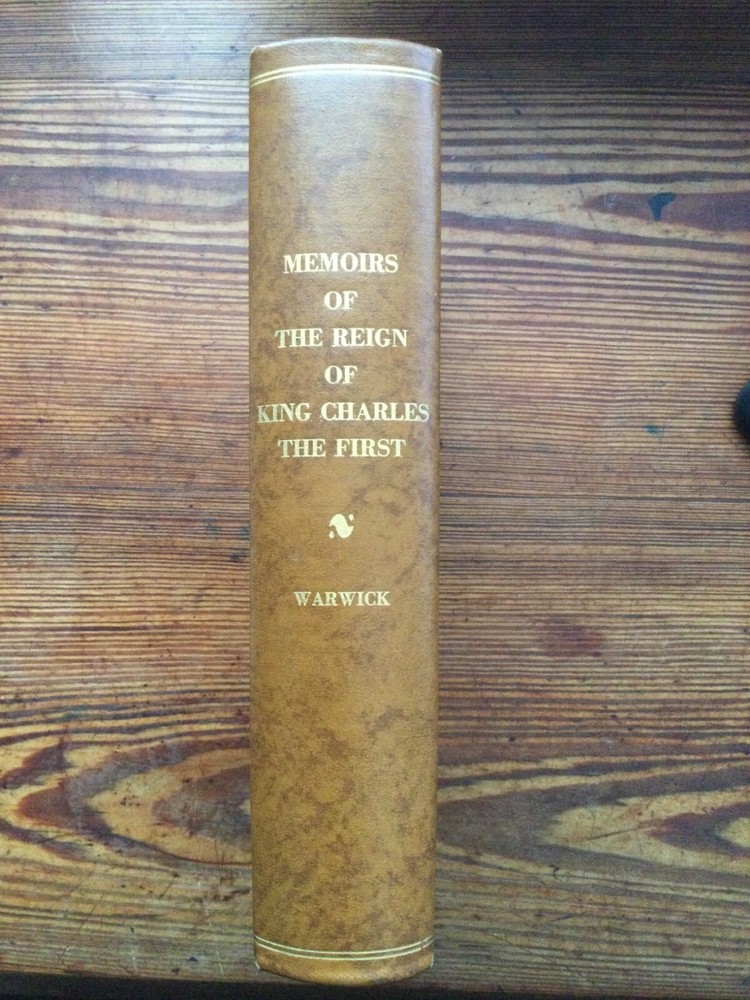 MEMOIRS
OF
THE REIGN
OF
KING CHARLES
THE FIRST
WARWICK